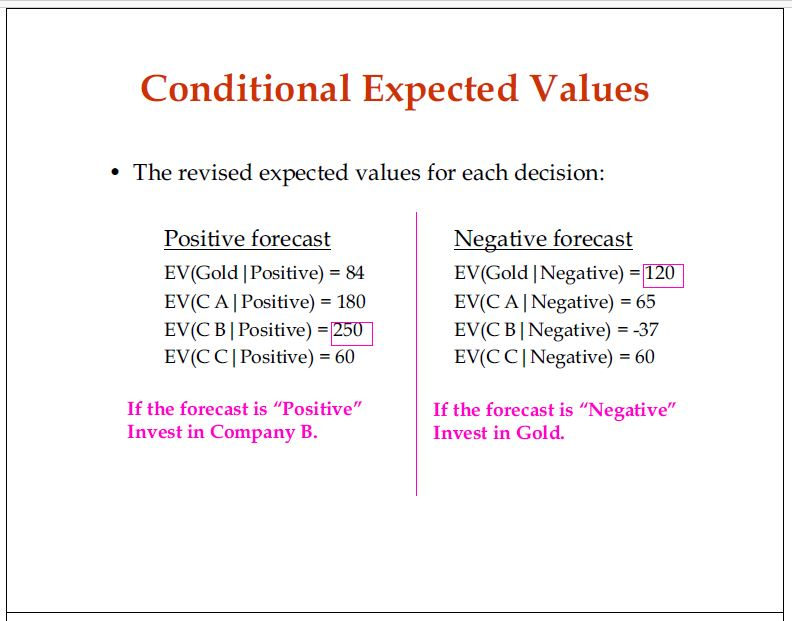 Conditional Expected Values
• The revised expected values for each decision:
Positive forecast
EV(Gold|Positive) = 84
EV(C A|Positive) = 180
EV(C B|Positive) = 250
EV(C C|Positive) = 60
If the forecast is “Positive”
Invest in Company B.
Negative forecast
EV(Gold|Negative) = 120
EV(C A|Negative) = 65
EV(C B|Negative) = -37
EV(C C|Negative) = 60
If the forecast is “Negative”
Invest in Gold.